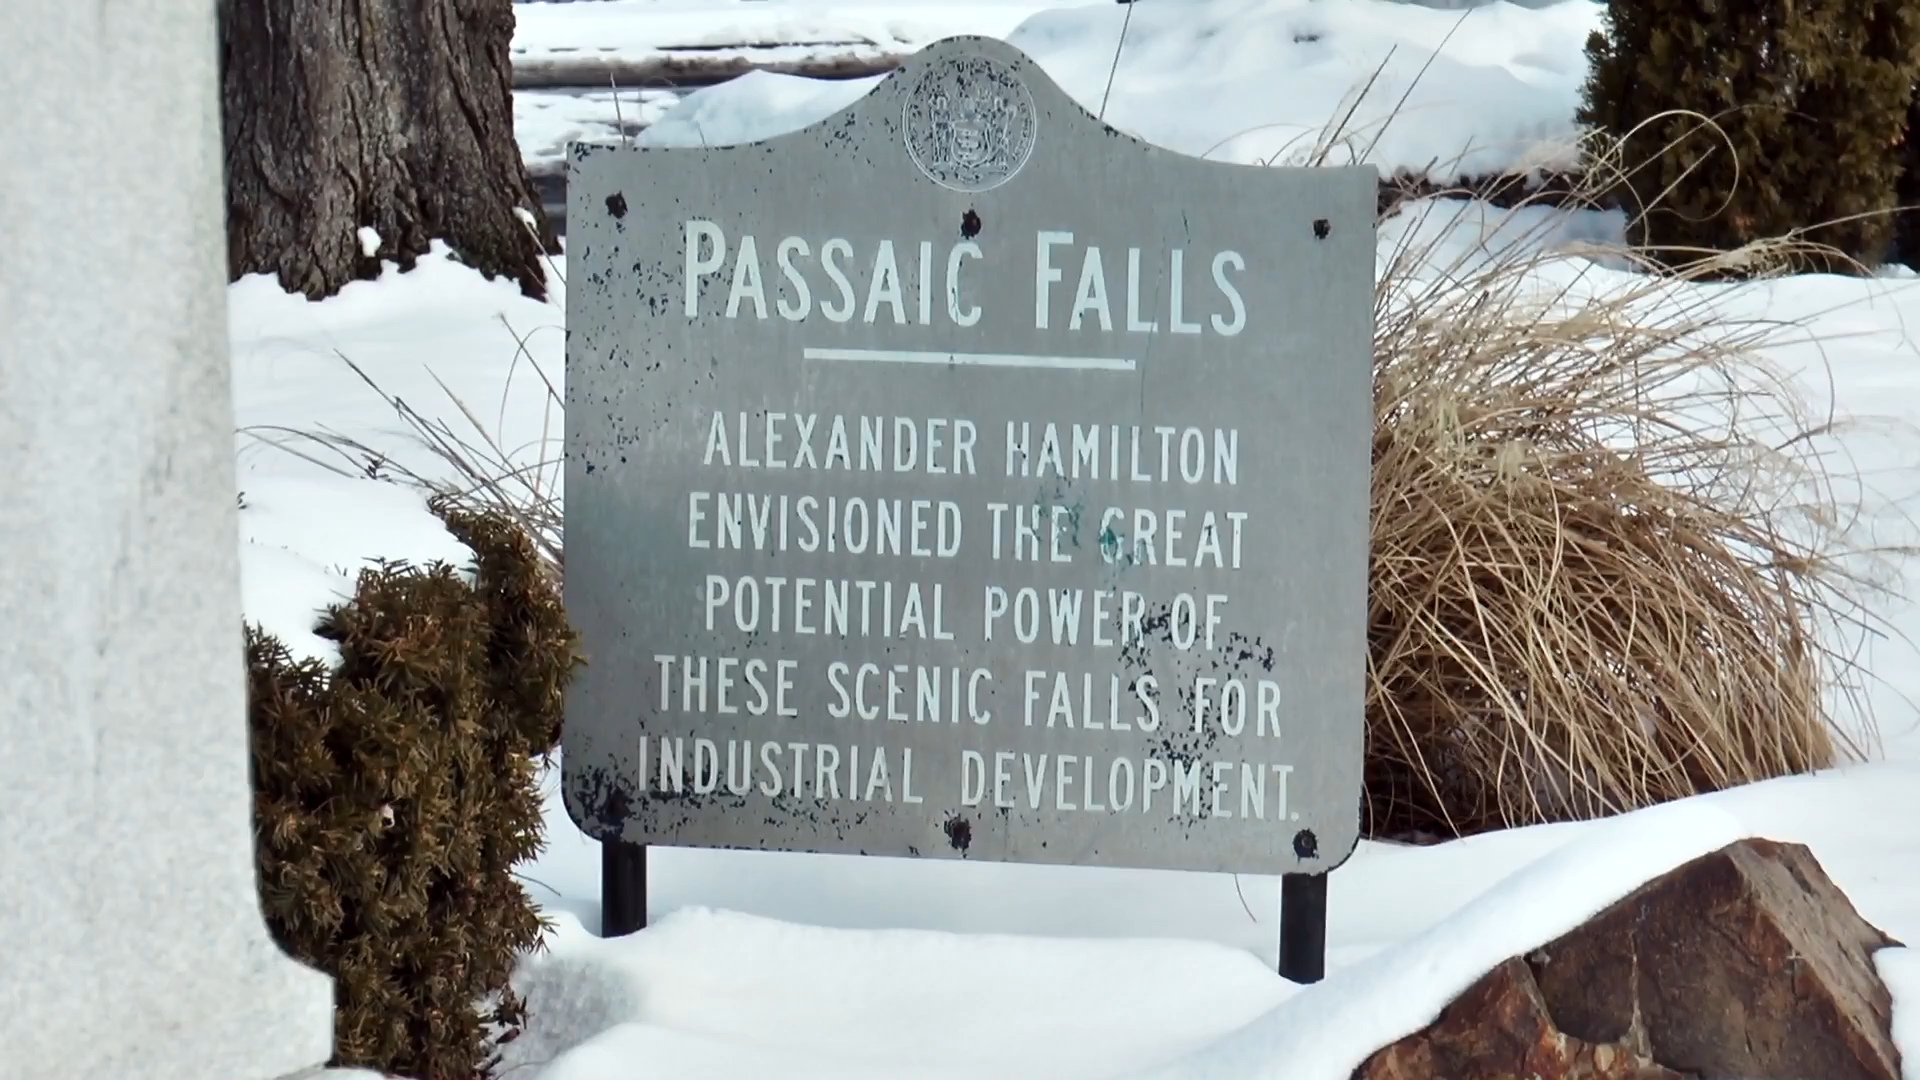 PASSAIC FALLS
ALEXANDER HAMILTON
ENVISIONED THE GREAT
POTENTIAL POWER OF
THESE SCENIC FALLS FOR
INDUSTRIAL DEVELOPMENT.